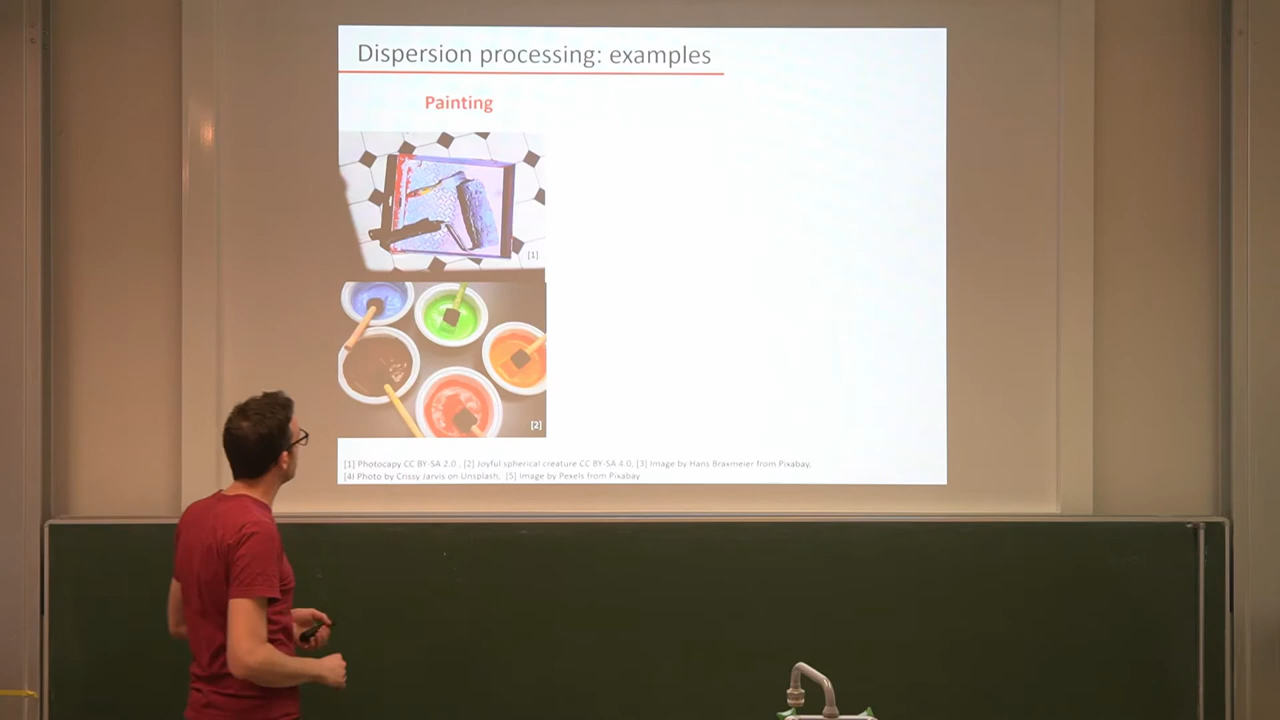 Dispersion processing: examples
Painting
[1]
[2]
[1] Photocapy CC BY-SA 2.0 , [2] Joyful spherical creature CC BY-SA 4.0, [3] Image by Hans Braxmeier from Pixabay,
[4] Photo by Crissy Jarvis on Unsplash, [5] Image by Pexels from Pixabay